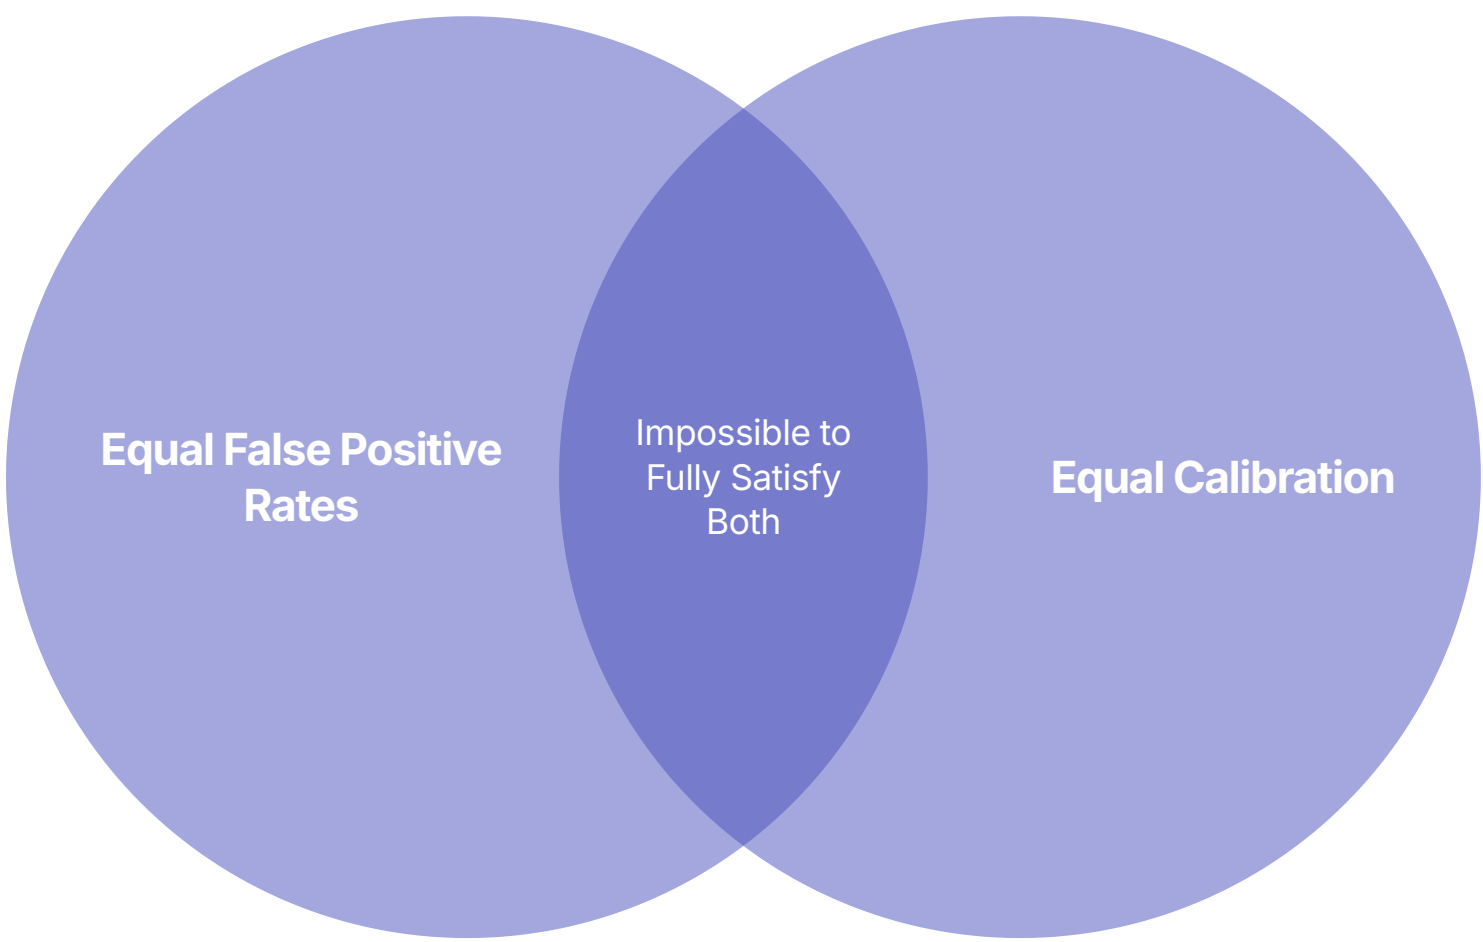 Equal False Positive
Rates
Impossible to
Fully Satisfy
Both
Equal Calibration